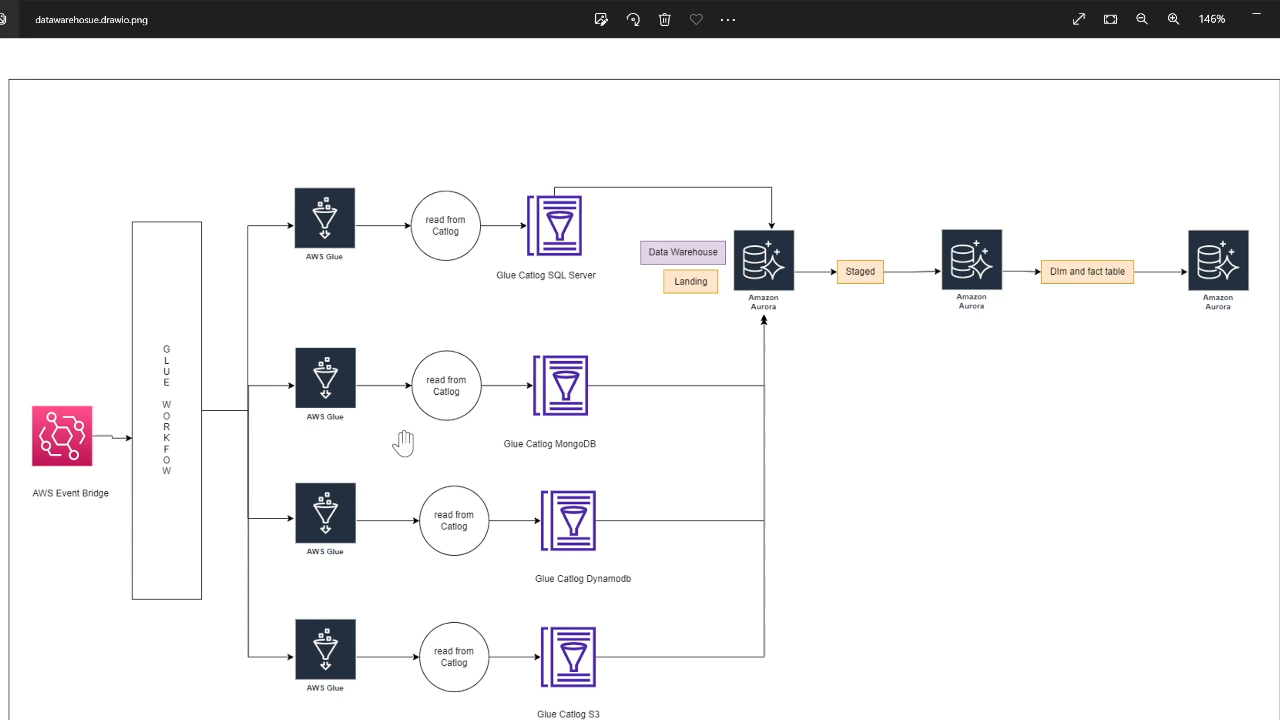 datawarehosue.drawio.png
146%
AWS Glue
read from
Catlog
Glue Catlog SQL Server
Data Warehouse
Landing
Amazon
Aurora
Staged
Amazon
Aurora
DIm and fact table
Amazon
Aurora
GLUE WORKFOW
AWS Event Bridge
AWS Glue
read from
Catlog
Glue Catlog MongoDB
AWS Glue
read from
Catlog
Glue Catlog Dynamodb
AWS Glue
read from
Catlog
Glue Catlog S3